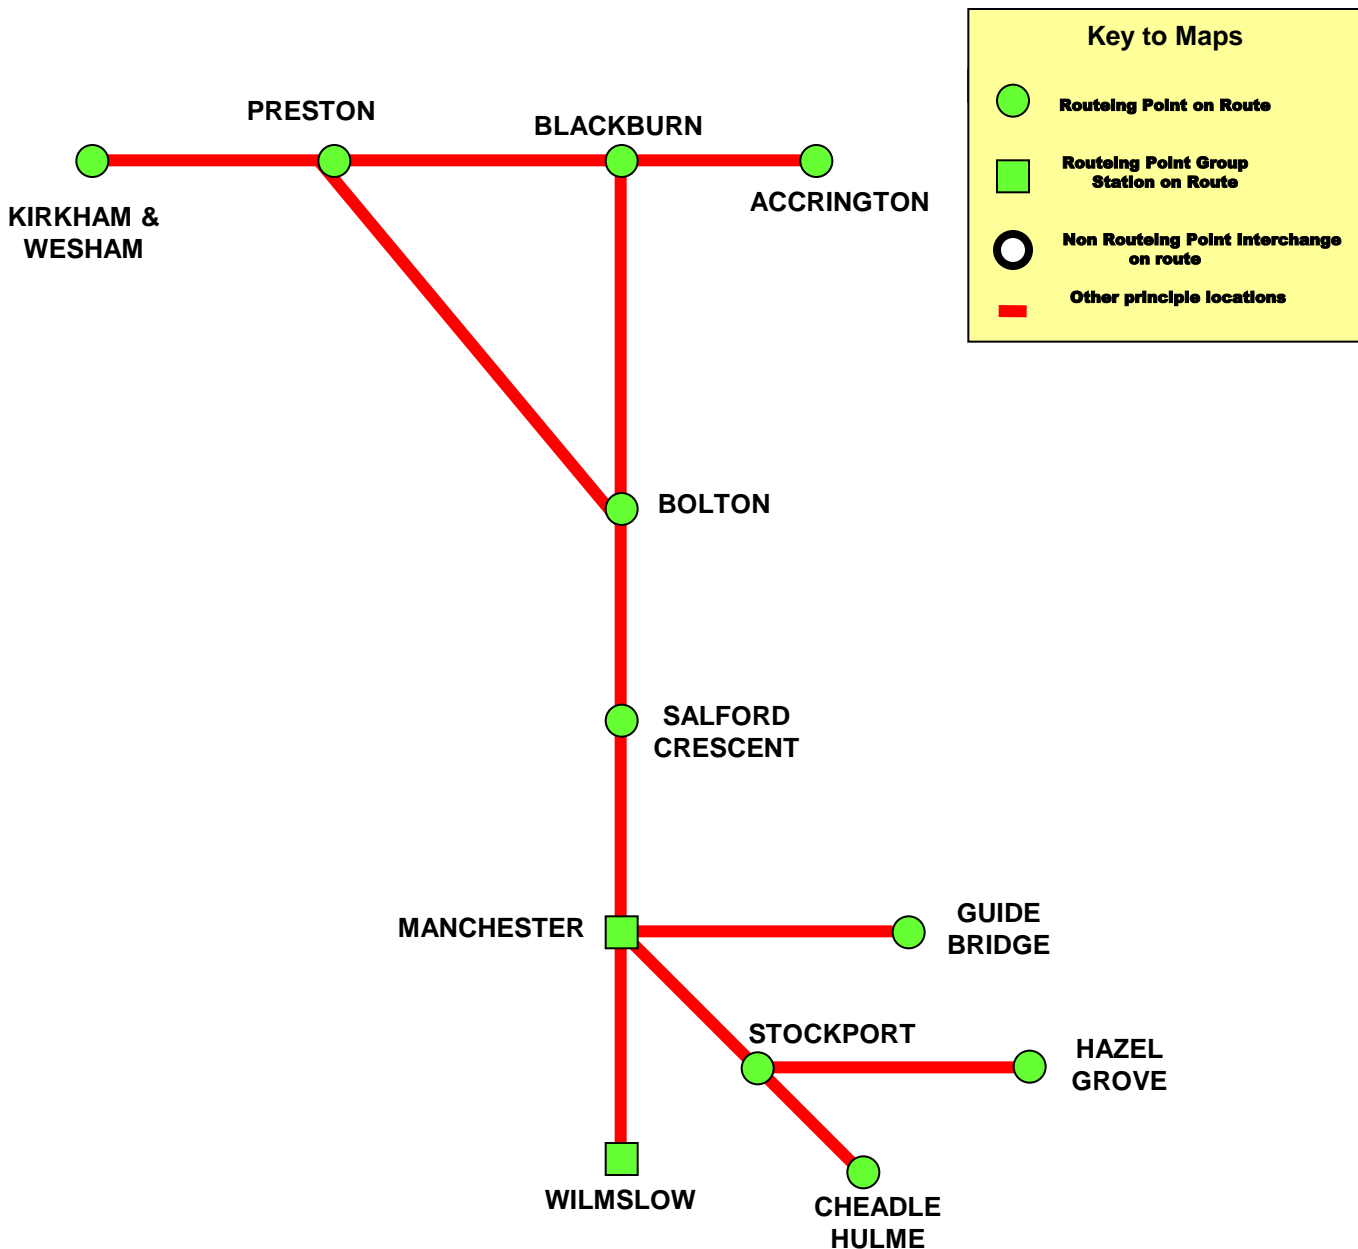 Key to Maps
Routeing Point on Route
Routeing Point Group
Station on Route
Non Routeing Point Interchange
on route
Other principle locations
PRESTON
BLACKBURN
KIRKHAM &
WESHAM
ACCRINGTON
BOLTON
SALFORD
CRESCENT
MANCHESTER
GUIDE
BRIDGE
STOCKPORT
HAZEL
GROVE
WILMSLOW
CHEADLE
HULME